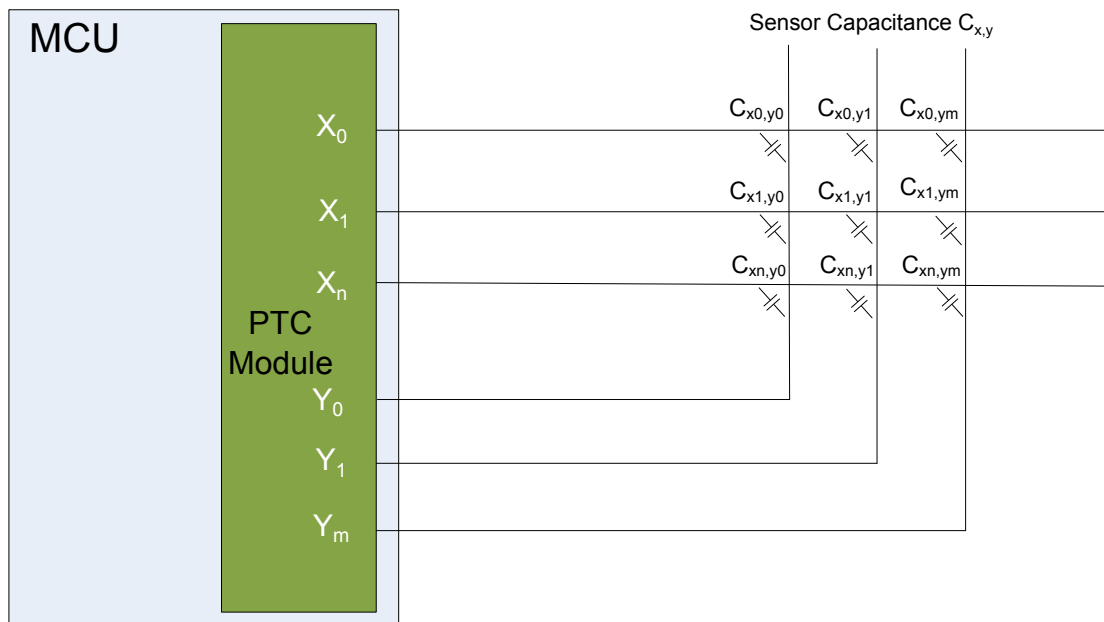 MCU
Sensor Capacitance Cx,y
Cx0,y0 Cx0,y1 Cx0,ym
X0
Cx1,y0 Cx1,y1 Cx1,ym
X1
Cxn,y0 Cxn,y1 Cxn,ym
Xn
PTC
Module
Y0
Y1
Ym